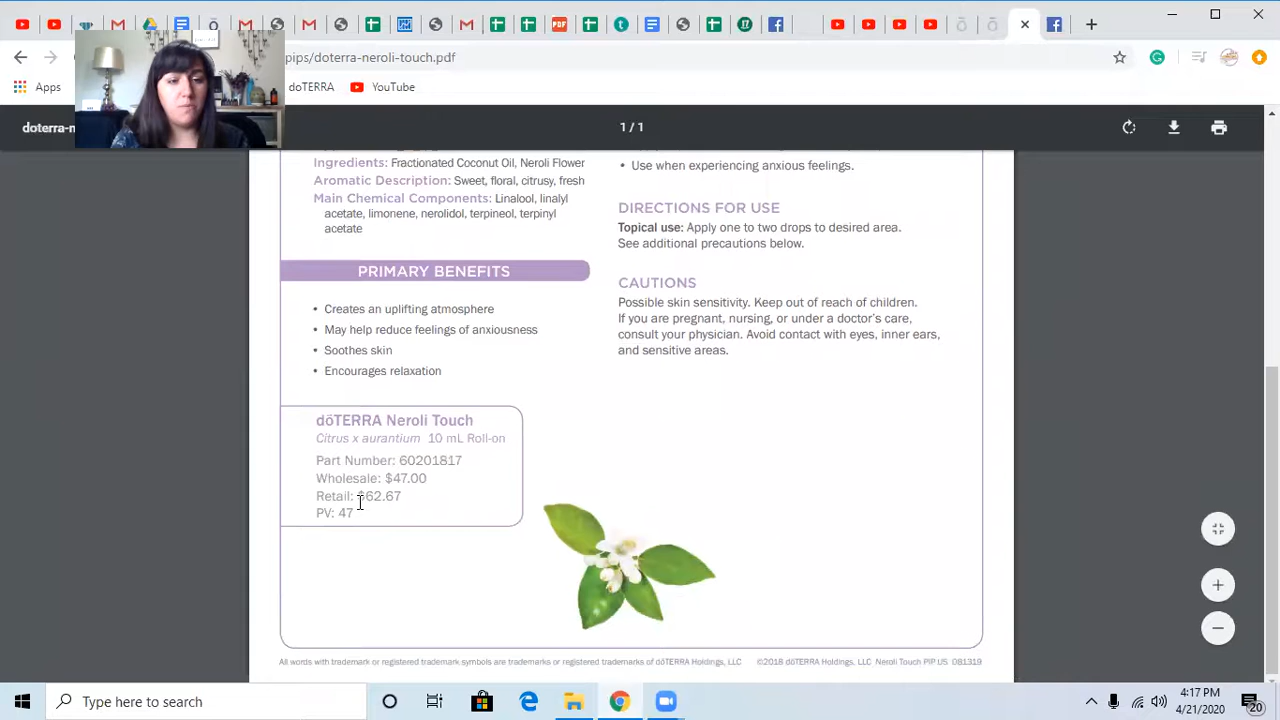 pips/doterra-neroli-touch.pdf
Apps
doTERRA
YouTube
doterra-n
1 / 1
Ingredients: Fractionated Coconut Oil, Neroli Flower
Aromatic Description: Sweet, floral, citrusy, fresh
Main Chemical Components: Linalool, linalyl
acetate, limonene, nerolidol, terpineol, terpinyl
acetate
PRIMARY BENEFITS
• Creates an uplifting atmosphere
• May help reduce feelings of anxiousness
• Soothes skin
• Encourages relaxation
dōTERRA Neroli Touch
Citrus x aurantium 10 mL Roll-on
Part Number: 60201817
Wholesale: $47.00
Retail: $62.67
PV: 47
• Use when experiencing anxious feelings.
DIRECTIONS FOR USE
Topical use: Apply one to two drops to desired area.
See additional precautions below.
CAUTIONS
Possible skin sensitivity. Keep out of reach of children.
If you are pregnant, nursing, or under a doctor's care,
consult your physician. Avoid contact with eyes, inner ears,
and sensitive areas.
All words with trademark or registered trademark symbols are trademarks or registered trademarks of dōTERRA Holdings, LLC ©2018 dōTERRA Holdings, LLC Neroli Touch PIP US 081319
Type here to search
4:17 PM
4/21/2020
20